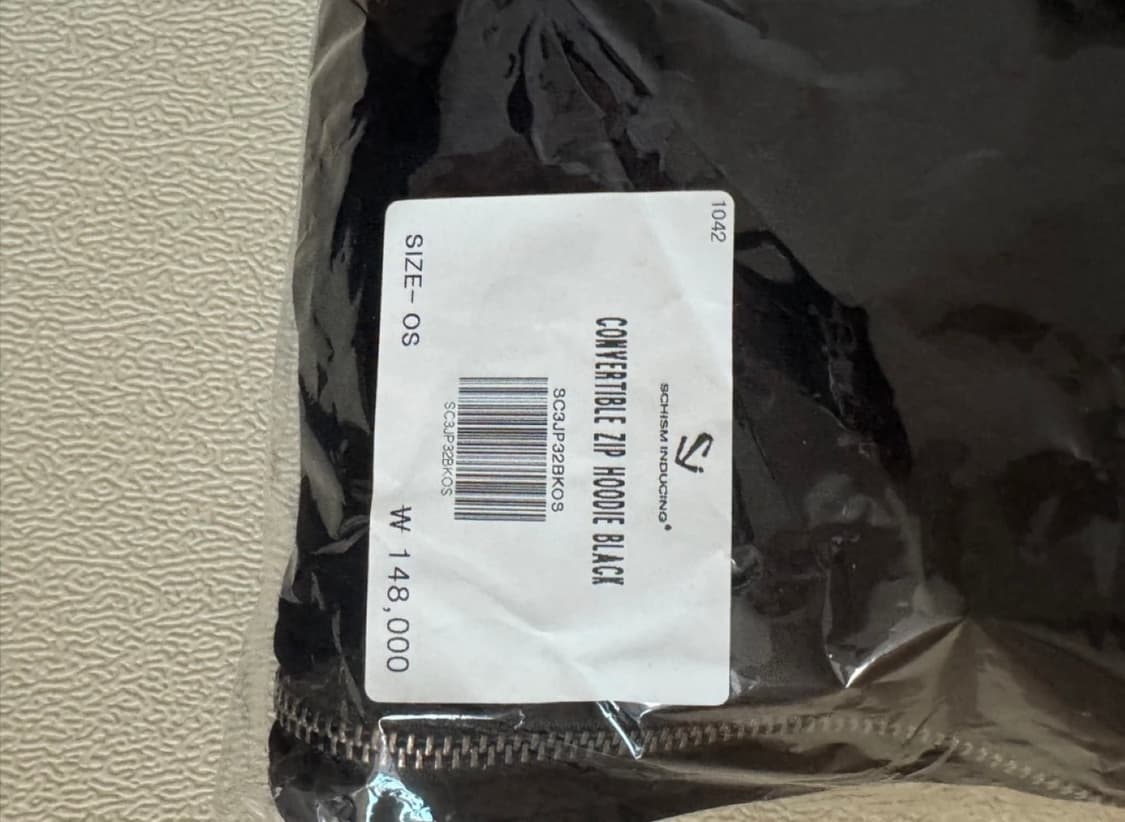 1042
SCHISM INDUCING®
CONVERTIBLE ZIP HOODIE BLACK
SC3JP32BKOS
SC3JP32BKOS
SIZE- OS ₩ 148,000